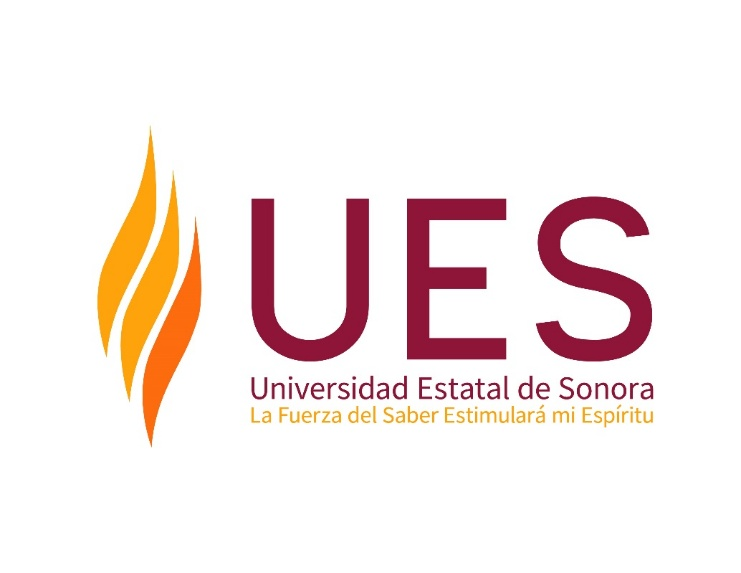 UES
Universidad Estatal de Sonora
La Fuerza del Saber Estimulará mi Espíritu